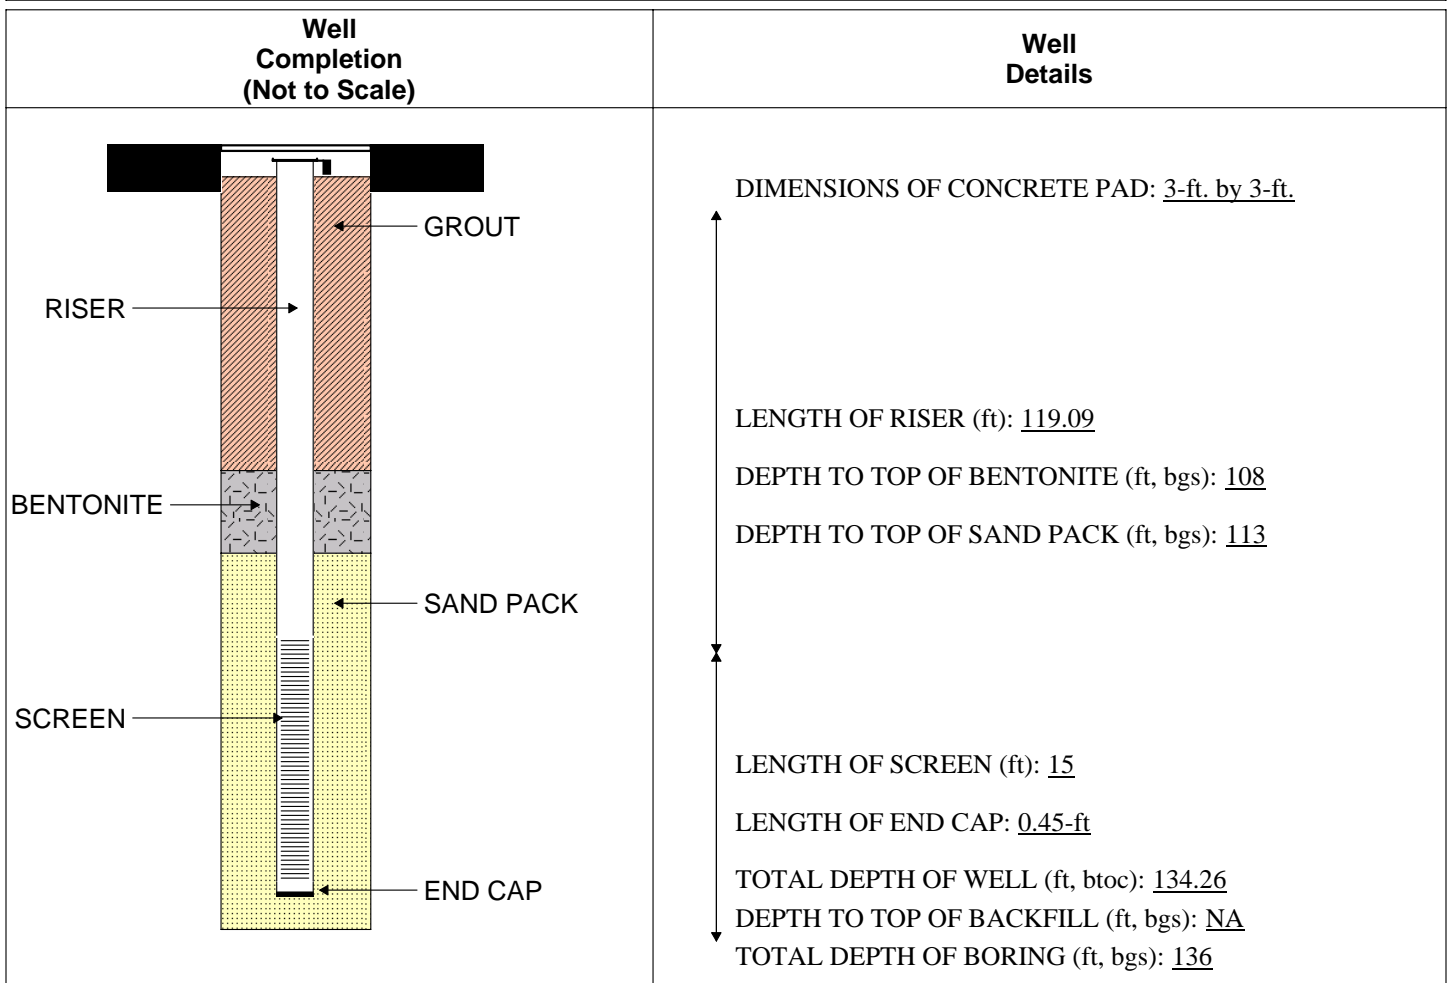 Well
Completion
(Not to Scale)
Well
Details
GROUT
RISER
BENTONITE
SAND PACK
SCREEN
END CAP
DIMENSIONS OF CONCRETE PAD: 3-ft. by 3-ft.
LENGTH OF RISER (ft): 119.09
DEPTH TO TOP OF BENTONITE (ft, bgs): 108
DEPTH TO TOP OF SAND PACK (ft, bgs): 113
LENGTH OF SCREEN (ft): 15
LENGTH OF END CAP: 0.45-ft
TOTAL DEPTH OF WELL (ft, btoc): 134.26
DEPTH TO TOP OF BACKFILL (ft, bgs): NA
TOTAL DEPTH OF BORING (ft, bgs): 136